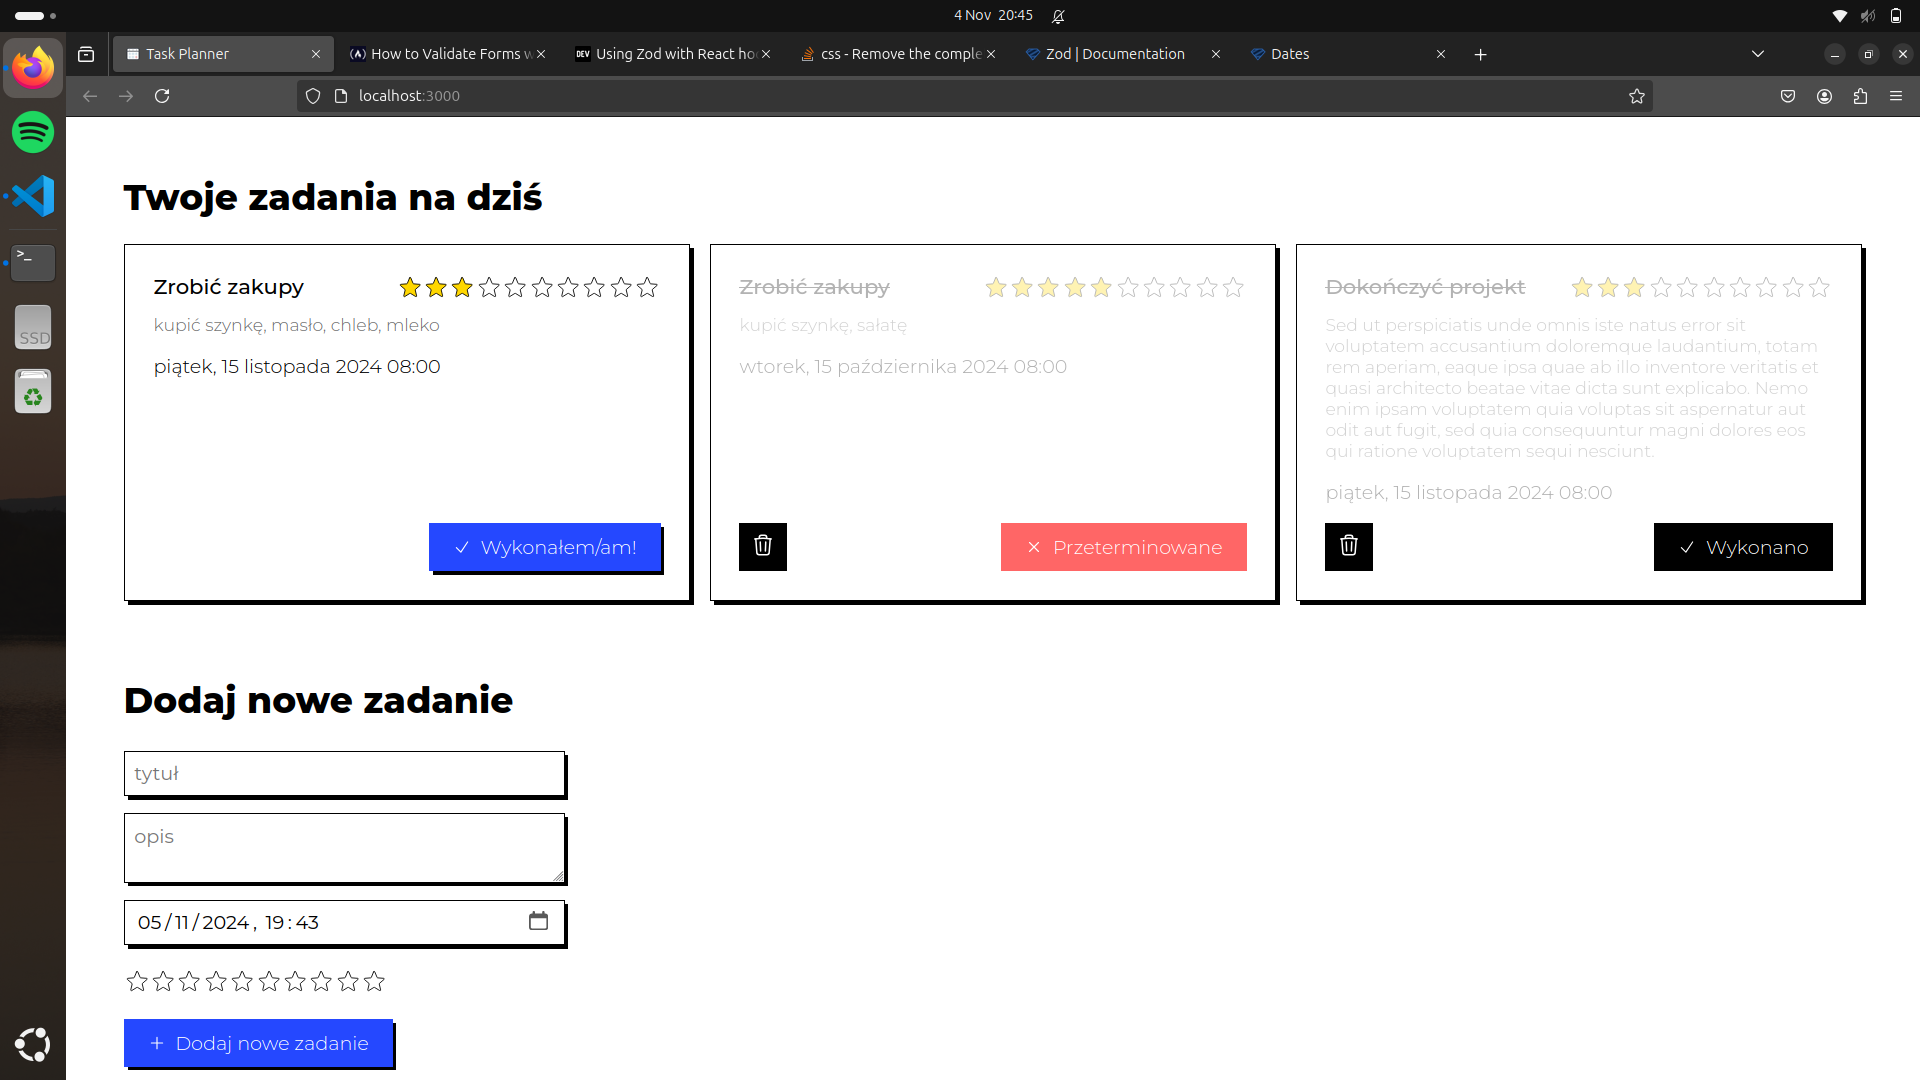 4 Nov 20:45
Task Planner
How to Validate Forms w
Using Zod with React hoo
css - Remove the comple
Zod | Documentation
Dates
localhost:3000
Twoje zadania na dziś
Zrobić zakupy
kupić szynkę, masło, chleb, mleko
piątek, 15 listopada 2024 08:00
Wykonałem/am!
Zrobić zakupy
kupić szynkę, sałatę
wtorek, 15 października 2024 08:00
Przeterminowane
Dokończyć projekt
Sed ut perspiciatis unde omnis iste natus error sit
voluptatem accusantium doloremque laudantium, totam
rem aperiam, eaque ipsa quae ab illo inventore veritatis et
quasi architecto beatae vitae dicta sunt explicabo. Nemo
enim ipsam voluptatem quia voluptas sit aspernatur aut
odit aut fugit, sed quia consequuntur magni dolores eos
qui ratione voluptatem sequi nesciunt.
piątek, 15 listopada 2024 08:00
Wykonano
SSD
Dodaj nowe zadanie
tytuł
opis
05/11/2024, 19:43
Dodaj nowe zadanie